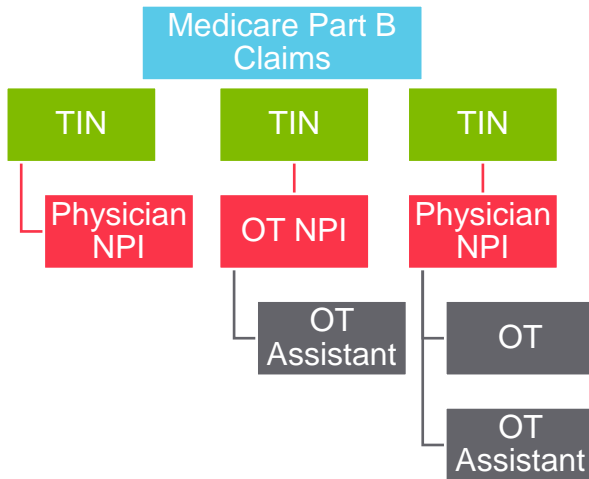 Medicare Part B
Claims
TIN
TIN
TIN
Physician
NPI
OT NPI
Physician
NPI
OT
Assistant
OT
OT
Assistant